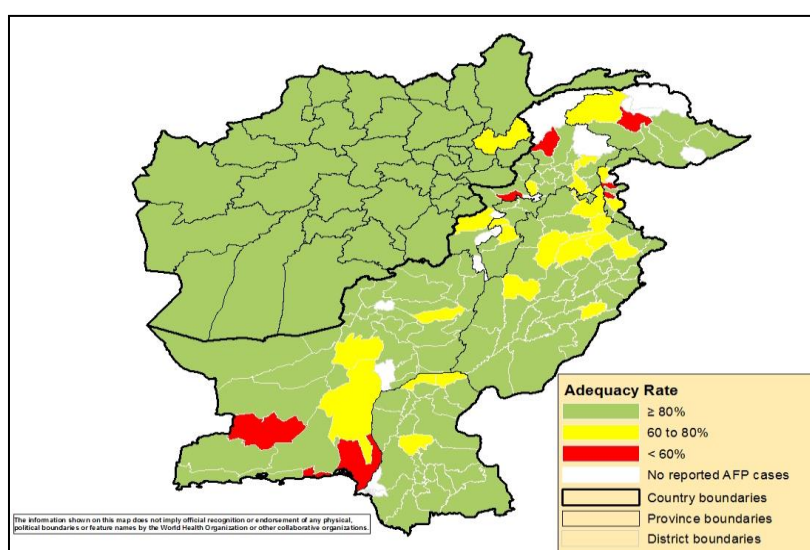 Adequacy Rate
≥ 80%
60 to 80%
< 60%
No reported AFP cases
Country boundaries
Province boundaries
District boundaries
The information shown on this map does not imply official recognition or endorsement of any physical,
political boundaries or feature names by the World Health Organization or other collaborative organizations.